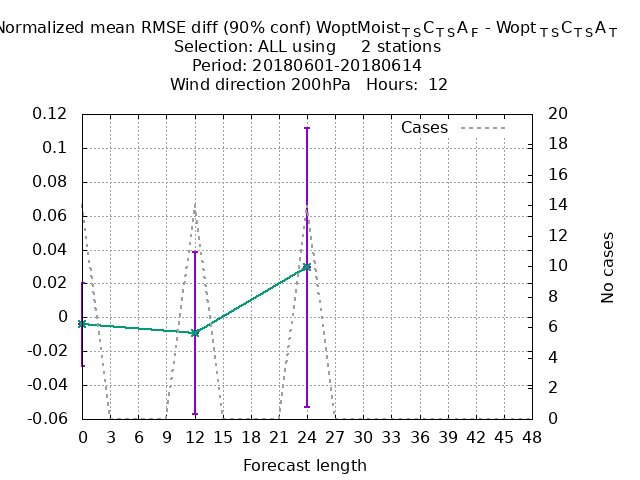 Normalized mean RMSE diff (90% conf) WoptMoistTSCTSAF - WoptTSCTSAT
Selection: ALL using 2 stations
Period: 20180601-20180614
Wind direction 200hPa Hours: 12
Cases
0.12
0.1
0.08
0.06
0.04
0.02
0
-0.02
-0.04
-0.06
20
18
16
14
12
10
8
6
4
2
0
No cases
0 3 6 9 12 15 18 21 24 27 30 33 36 39 42 45 48
Forecast length